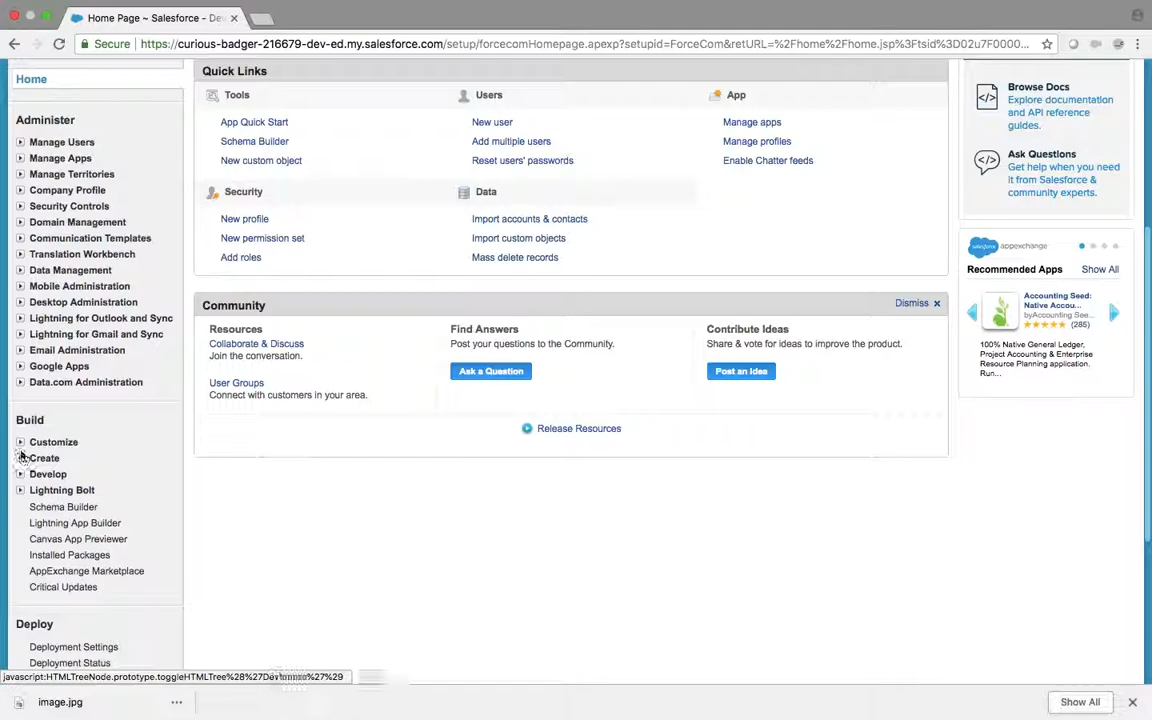 Home Page ~ Salesforce - Dev
Secure
https://curious-badger-216679-dev-ed.my.salesforce.com/setup/forcecomHomepage.apexp?setupid=ForceCom&retURL=%2Fhome%2Fhome.jsp%3Ftsid%3D02u7F0000...
Home
Administer
Manage Users
Manage Apps
Manage Territories
Company Profile
Security Controls
Domain Management
Communication Templates
Translation Workbench
Data Management
Mobile Administration
Desktop Administration
Lightning for Outlook and Sync
Lightning for Gmail and Sync
Email Administration
Google Apps
Data.com Administration
Build
Customize
Create
Develop
Lightning Bolt
Schema Builder
Lightning App Builder
Canvas App Previewer
Installed Packages
AppExchange Marketplace
Critical Updates
Deploy
Deployment Settings
Deployment Status
Quick Links
Tools
App Quick Start
Schema Builder
New custom object
Users
New user
Add multiple users
Reset users' passwords
App
Manage apps
Manage profiles
Enable Chatter feeds
Security
New profile
New permission set
Add roles
Data
Import accounts & contacts
Import custom objects
Mass delete records
Community
Dismiss
Resources
Collaborate & Discuss
Join the conversation.
User Groups
Connect with customers in your area.
Find Answers
Post your questions to the Community.
Ask a Question
Contribute Ideas
Share & vote for ideas to improve the product.
Post an Idea
Release Resources
Browse Docs
Explore documentation
and API reference
guides.
Ask Questions
Get help when you need
it from Salesforce &
community experts.
salesforce appexchange
Recommended Apps
Show All
Accounting Seed:
Native Accou...
byAccounting See...
(285)
100% Native General Ledger,
Project Accounting & Enterprise
Resource Planning application.
Run...
javascript:HTMLTreeNode.prototype.toggleHTMLTree%28%27
%27%29
image.jpg
Show All